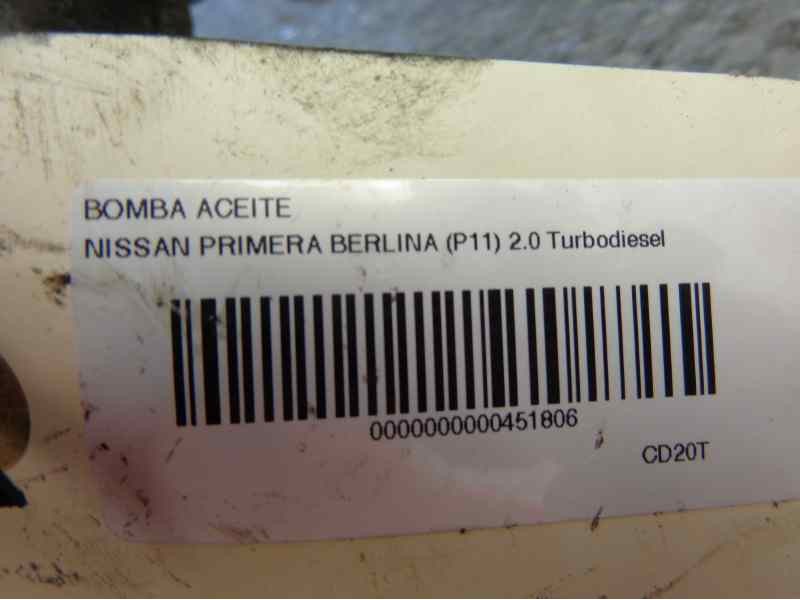 BOMBA ACEITE
NISSAN PRIMERA BERLINA (P11) 2.0 Turbodiesel
0000000000451806
CD20T